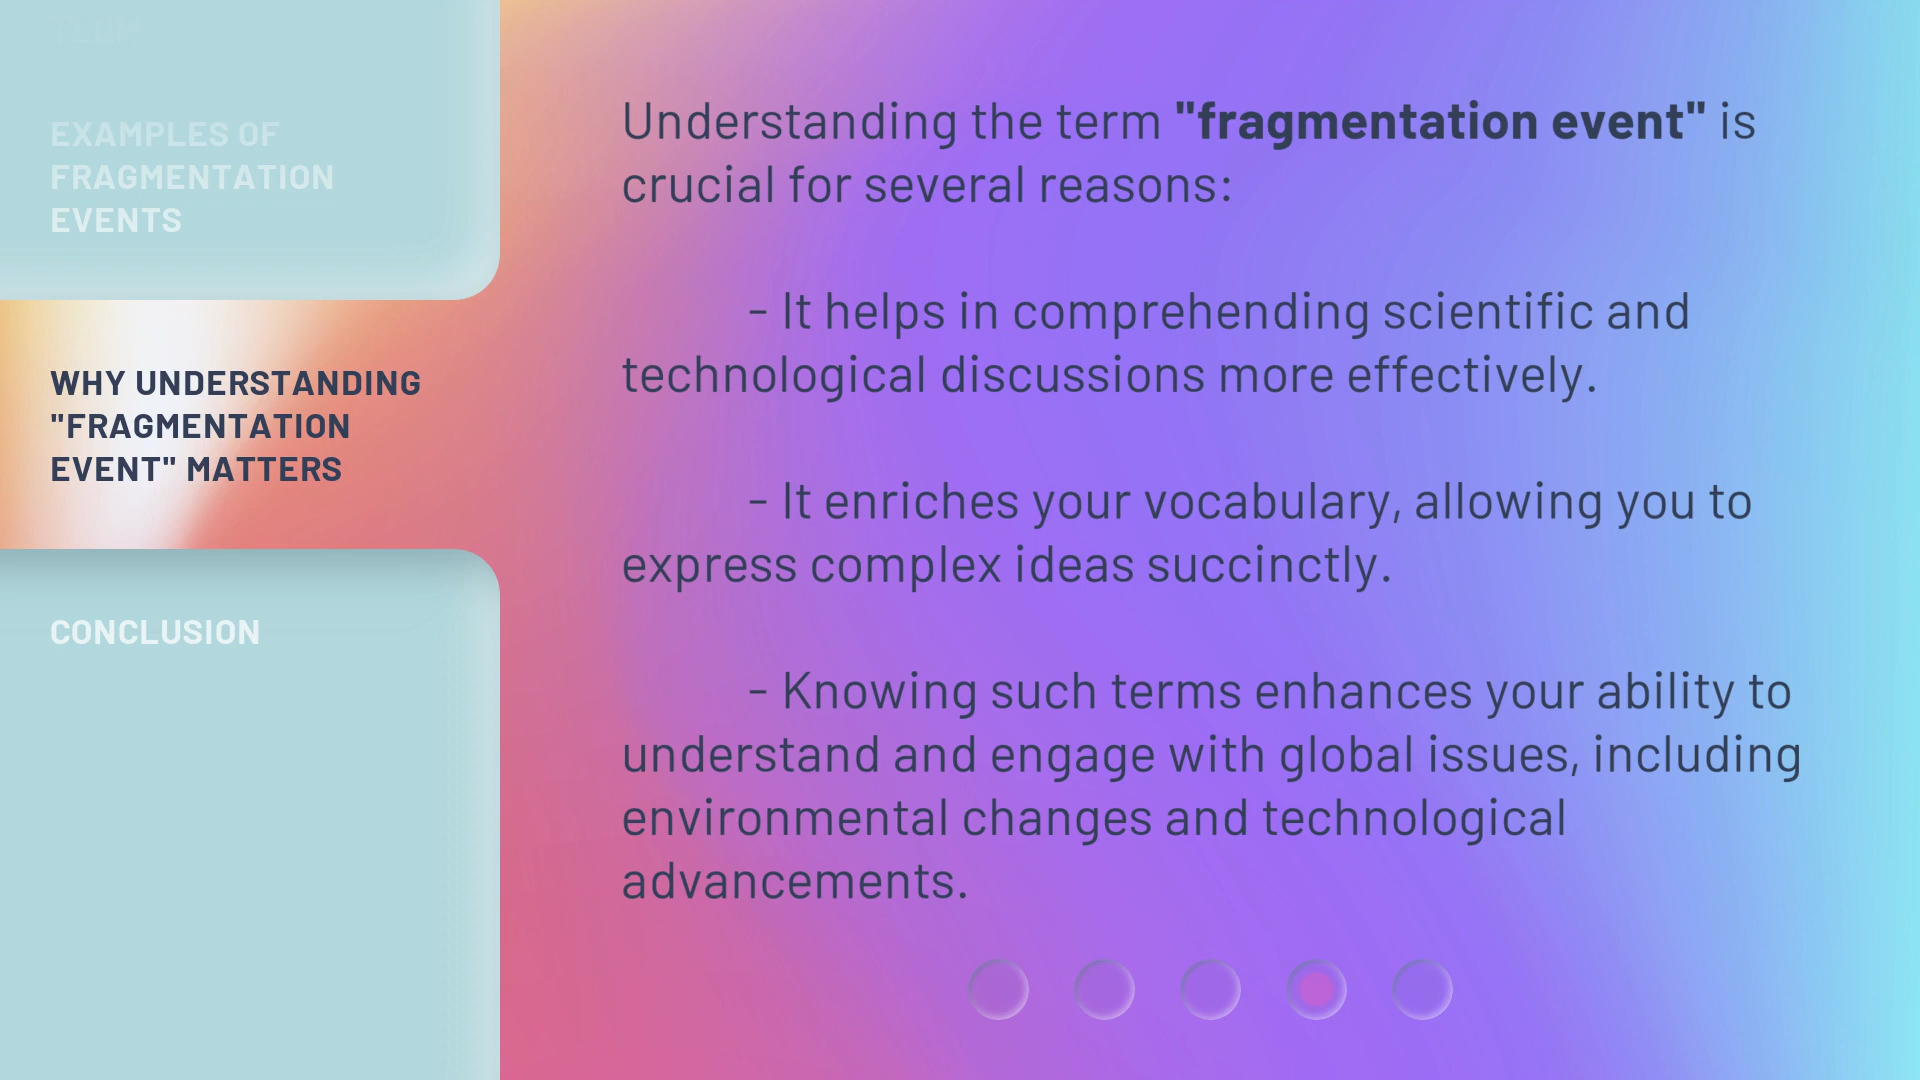 EXAMPLES OF
FRAGMENTATION
EVENTS
WHY UNDERSTANDING
"FRAGMENTATION
EVENT" MATTERS
CONCLUSION
Understanding the term "fragmentation event" is
crucial for several reasons:
- It helps in comprehending scientific and
technological discussions more effectively.
- It enriches your vocabulary, allowing you to
express complex ideas succinctly.
- Knowing such terms enhances your ability to
understand and engage with global issues, including
environmental changes and technological
advancements.